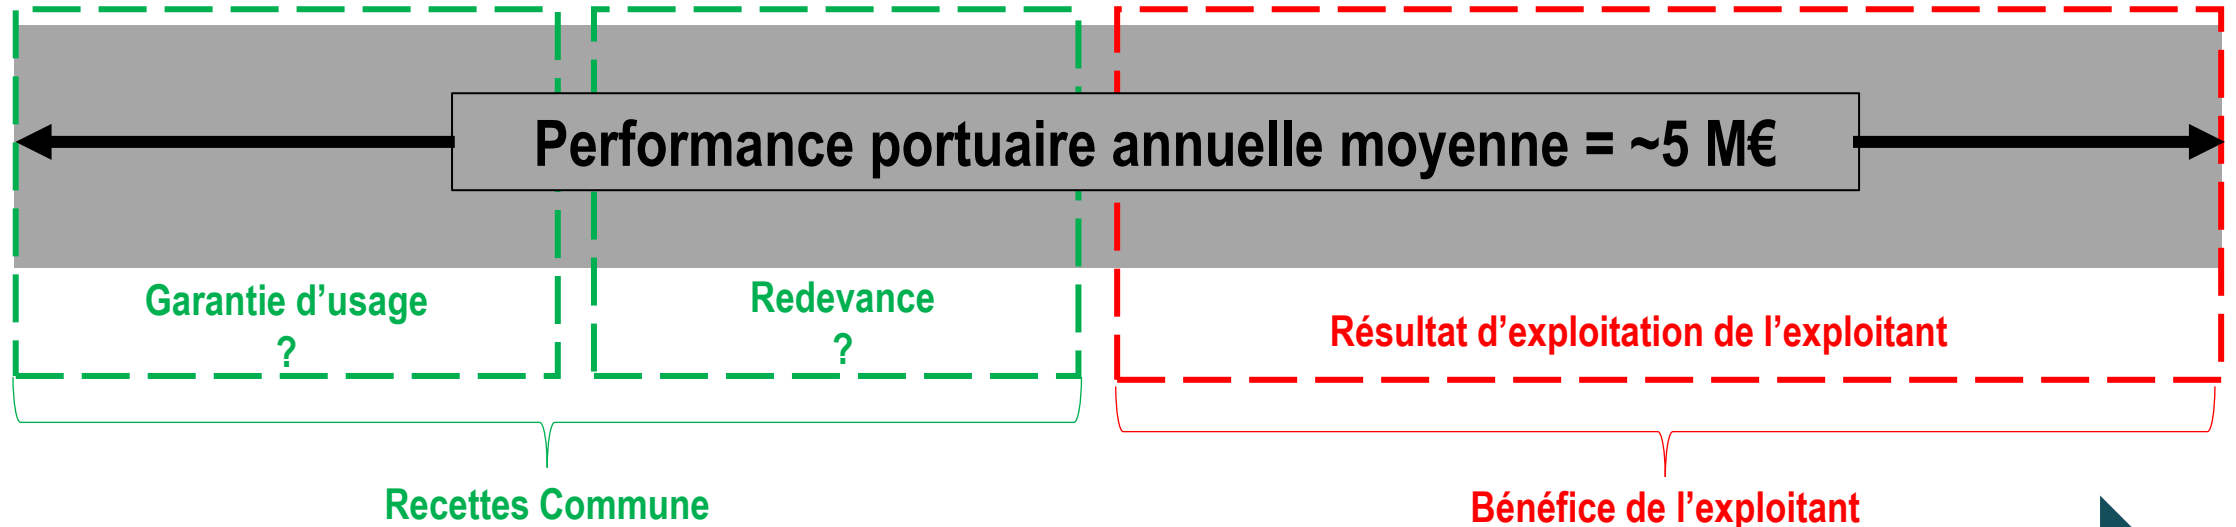 Performance portuaire annuelle moyenne = ~5 M€
Garantie d’usage
?
Redevance
?
Résultat d’exploitation de l’exploitant
Recettes Commune
Bénéfice de l’exploitant